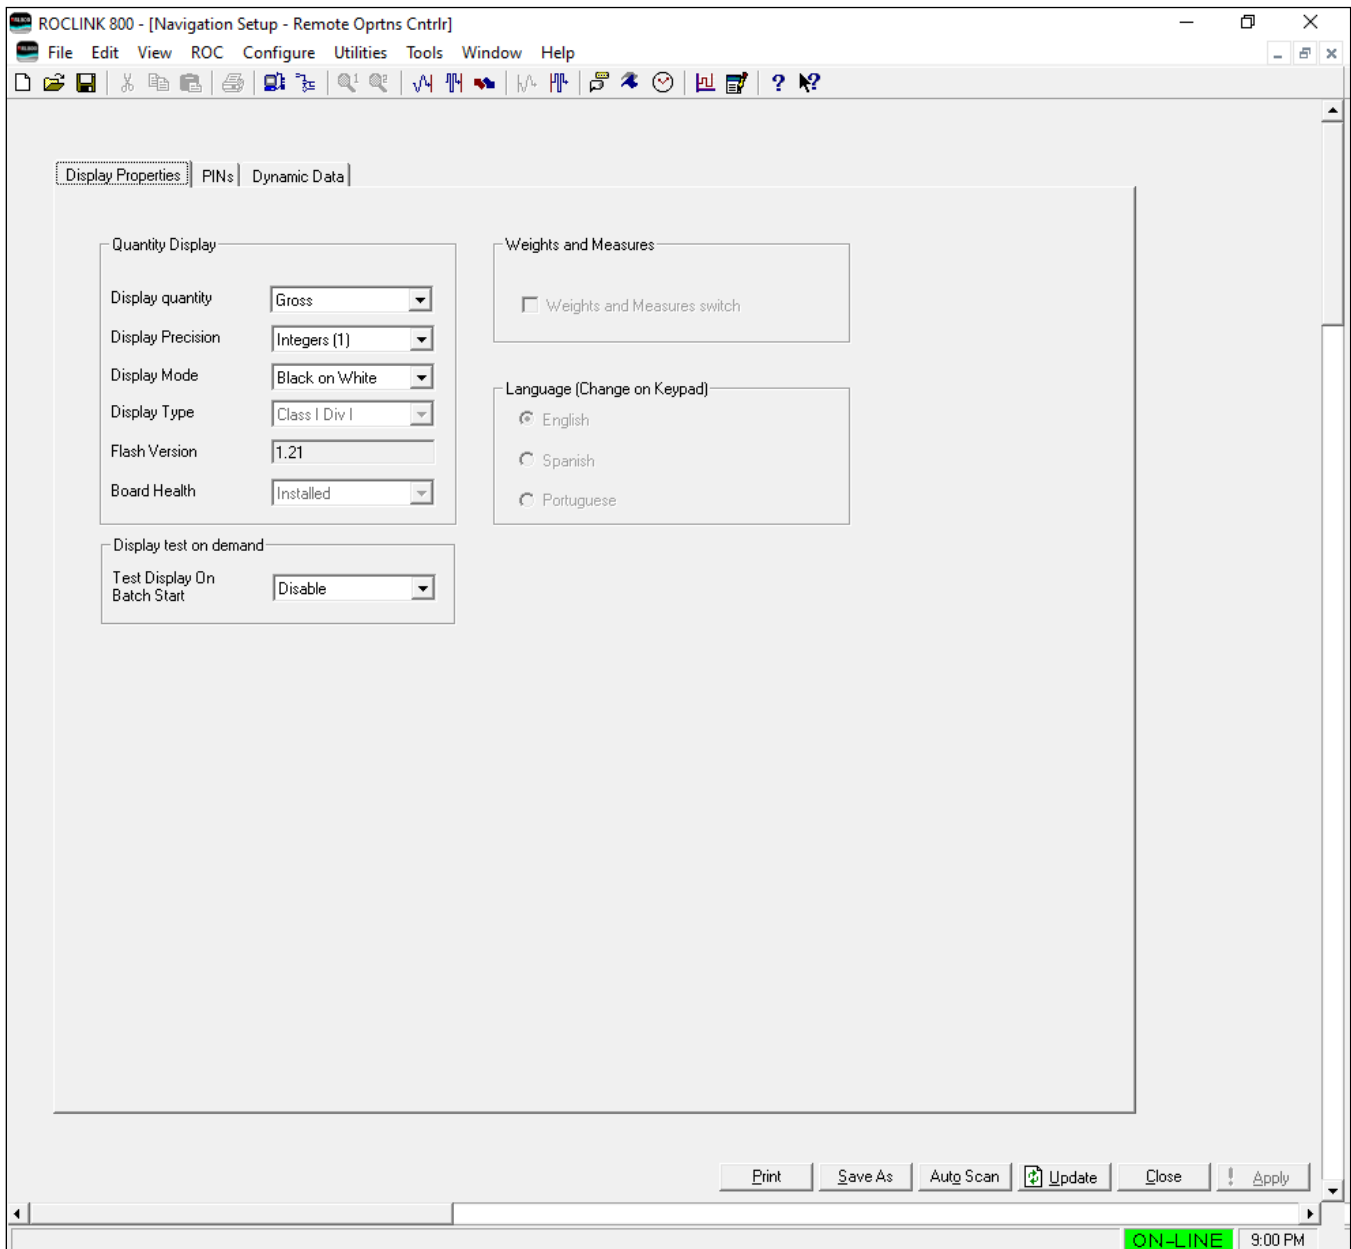 ROCLINK 800 - [Navigation Setup - Remote Oprtns Cntrlr]
File Edit View ROC Configure Utilities Tools Window Help
Display Properties PINs Dynamic Data
Quantity Display
Display quantity Gross
Display Precision Integers (1)
Display Mode Black on White
Display Type Class I Div I
Flash Version 1.21
Board Health Installed
Display test on demand
Test Display On
Batch Start
Disable
Weights and Measures
Weights and Measures switch
Language (Change on Keypad)
English
Spanish
Portuguese
Print Save As Auto Scan Update Close ! Apply
ON-LINE 9:00 PM